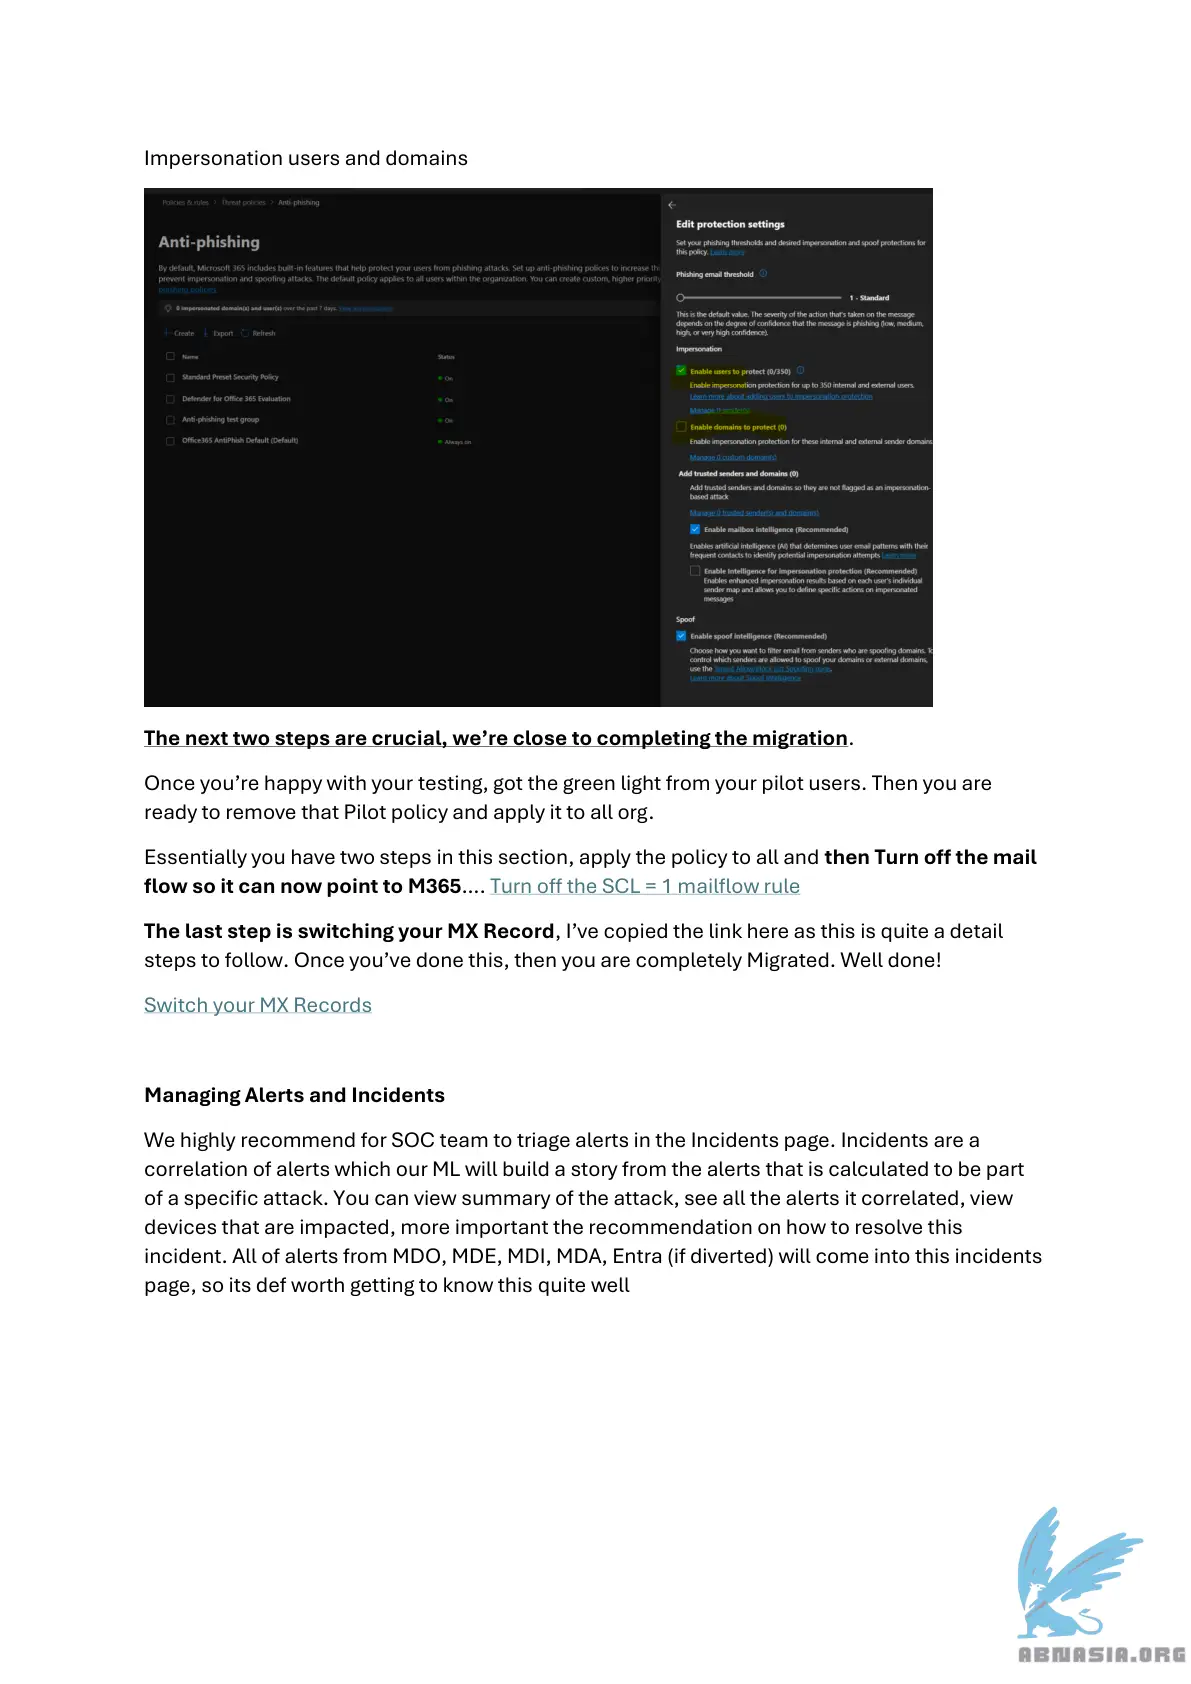 Impersonation users and domains
Policies & rules > Threat policies > Anti-phishing
Anti-phishing
By default, Microsoft 365 includes built-in features that help protect your users from phishing attacks. Set up anti-phishing polices to increase thi
prevent impersonation and spoofing attacks. The default policy applies to all users within the organization. You can create custom, higher priority
phishing policies.
0 impersonated domain(s) and user(s) over the past 7 days.
Create Export Refresh
Name Status
Standard Preset Security Policy On
Defender for Office 365 Evaluation On
Anti-phishing test group On
Office365 AntiPhish Default (Default) Always on
Edit protection settings
Set your phishing thresholds and desired impersonation and spoof protections for
this policy. Learn more
Phishing email threshold
1 - Standard
This is the default value. The severity of the action that's taken on the message
depends on the degree of confidence that the message is phishing (low, medium,
high, or very high confidence).
Impersonation
Enable users to protect (0/350)
Enable impersonation protection for up to 350 internal and external users.
Learn more about adding users to impersonation protection
Manage 0 sender(s)
Enable domains to protect (0)
Enable impersonation protection for these internal and external sender domains
Manage 0 custom domain(s)
Add trusted senders and domains (0)
Add trusted senders and domains so they are not flagged as an impersonation-
based attack
Manage 0 trusted sender(s) and domain(s)
Enable mailbox intelligence (Recommended)
Enables artificial intelligence (AI) that determines user email patterns with their
frequent contacts to identify potential impersonation attempts Learn more
Enable Intelligence for impersonation protection (Recommended)
Enables enhanced impersonation results based on each user's individual
sender map and allows you to define specific actions on impersonated
messages
Spoof
Enable spoof intelligence (Recommended)
Choose how you want to filter email from senders who are spoofing domains. To
control which senders are allowed to spoof your domains or external domains,
use the Tenant Allow/Block List Spoofing page.
Learn more about Spoof Intelligence
The next two steps are crucial, we’re close to completing the migration.
Once you’re happy with your testing, got the green light from your pilot users. Then you are
ready to remove that Pilot policy and apply it to all org.
Essentially you have two steps in this section, apply the policy to all and then Turn off the mail
flow so it can now point to M365…. Turn off the SCL = 1 mailflow rule
The last step is switching your MX Record, I’ve copied the link here as this is quite a detail
steps to follow. Once you’ve done this, then you are completely Migrated. Well done!
Switch your MX Records
Managing Alerts and Incidents
We highly recommend for SOC team to triage alerts in the Incidents page. Incidents are a
correlation of alerts which our ML will build a story from the alerts that is calculated to be part
of a specific attack. You can view summary of the attack, see all the alerts it correlated, view
devices that are impacted, more important the recommendation on how to resolve this
incident. All of alerts from MDO, MDE, MDI, MDA, Entra (if diverted) will come into this incidents
page, so its def worth getting to know this quite well
ABNASIA.ORG